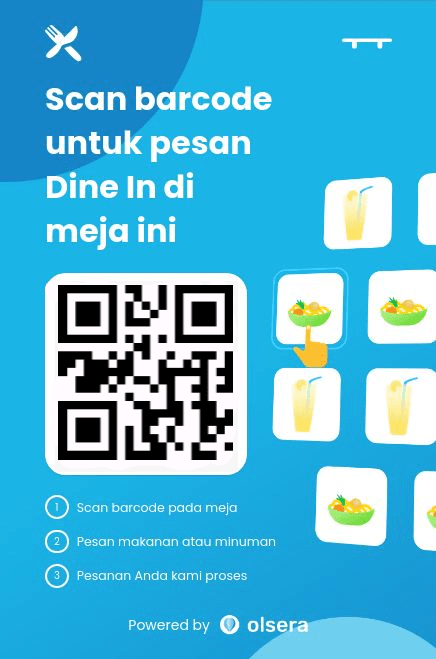 Scan barcode
untuk pesan
Dine In di
meja ini
1 Scan barcode pada meja
2 Pesan makanan atau minuman
3 Pesanan Anda kami proses
Powered by olsera